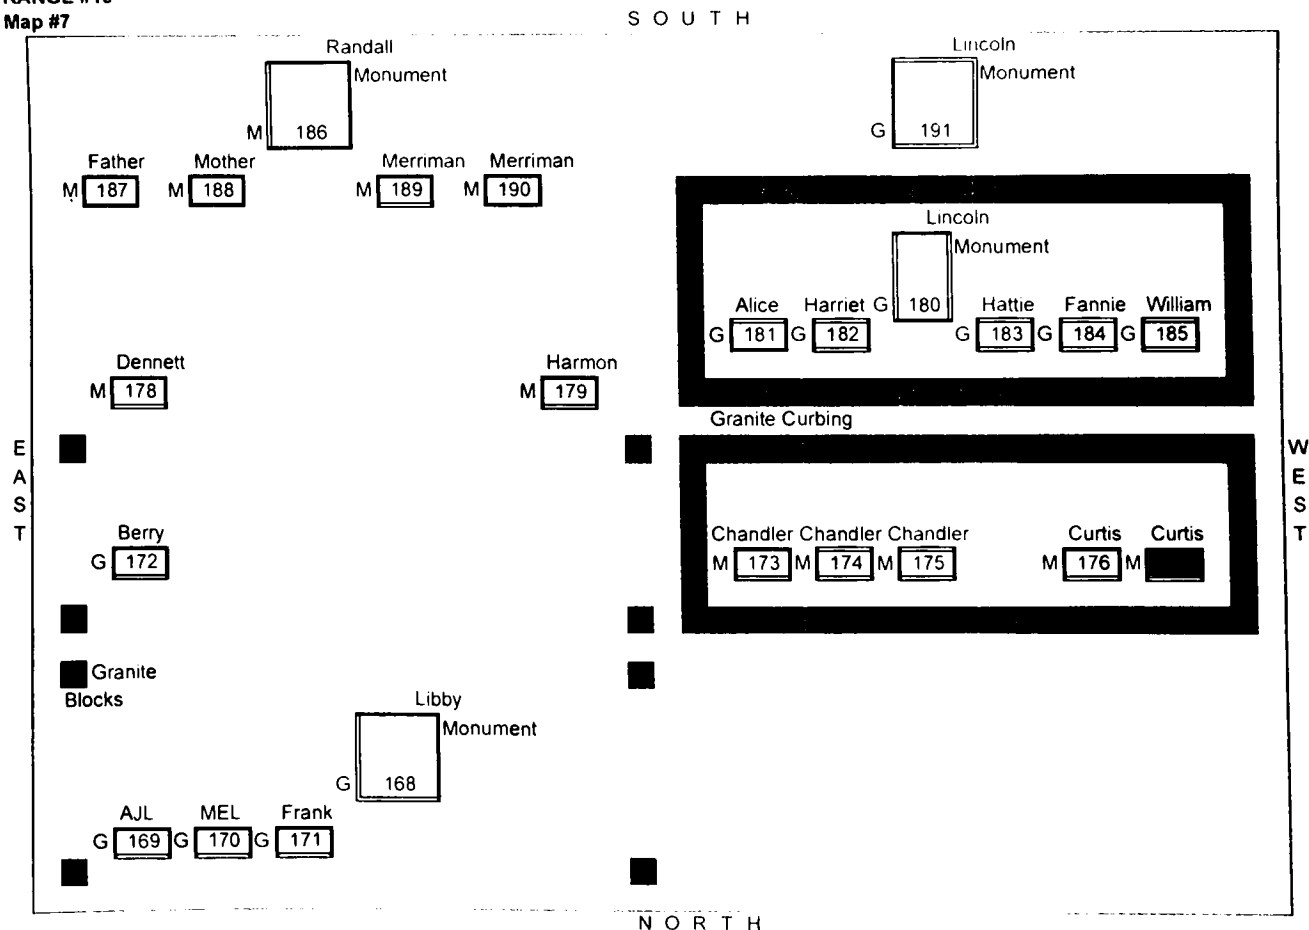 Map #7
S O U T H
Randall
Monument
M 186
Lincoln
Monument
G 191
Father Mother Merriman Merriman
M 187 M 188 M 189 M 190
Lincoln
Monument
G 180
Alice Harriet Hattie Fannie William
G 181 G 182 G 183 G 184 G 185
Dennett Harmon
M 178 M 179
Granite Curbing
E A S T
W E S T
Berry Chandler Chandler Chandler Curtis Curtis
G 172 M 173 M 174 M 175 M 176 M
Granite
Blocks
Libby
Monument
G 168
AJL MEL Frank
G 169 G 170 G 171
N O R T H